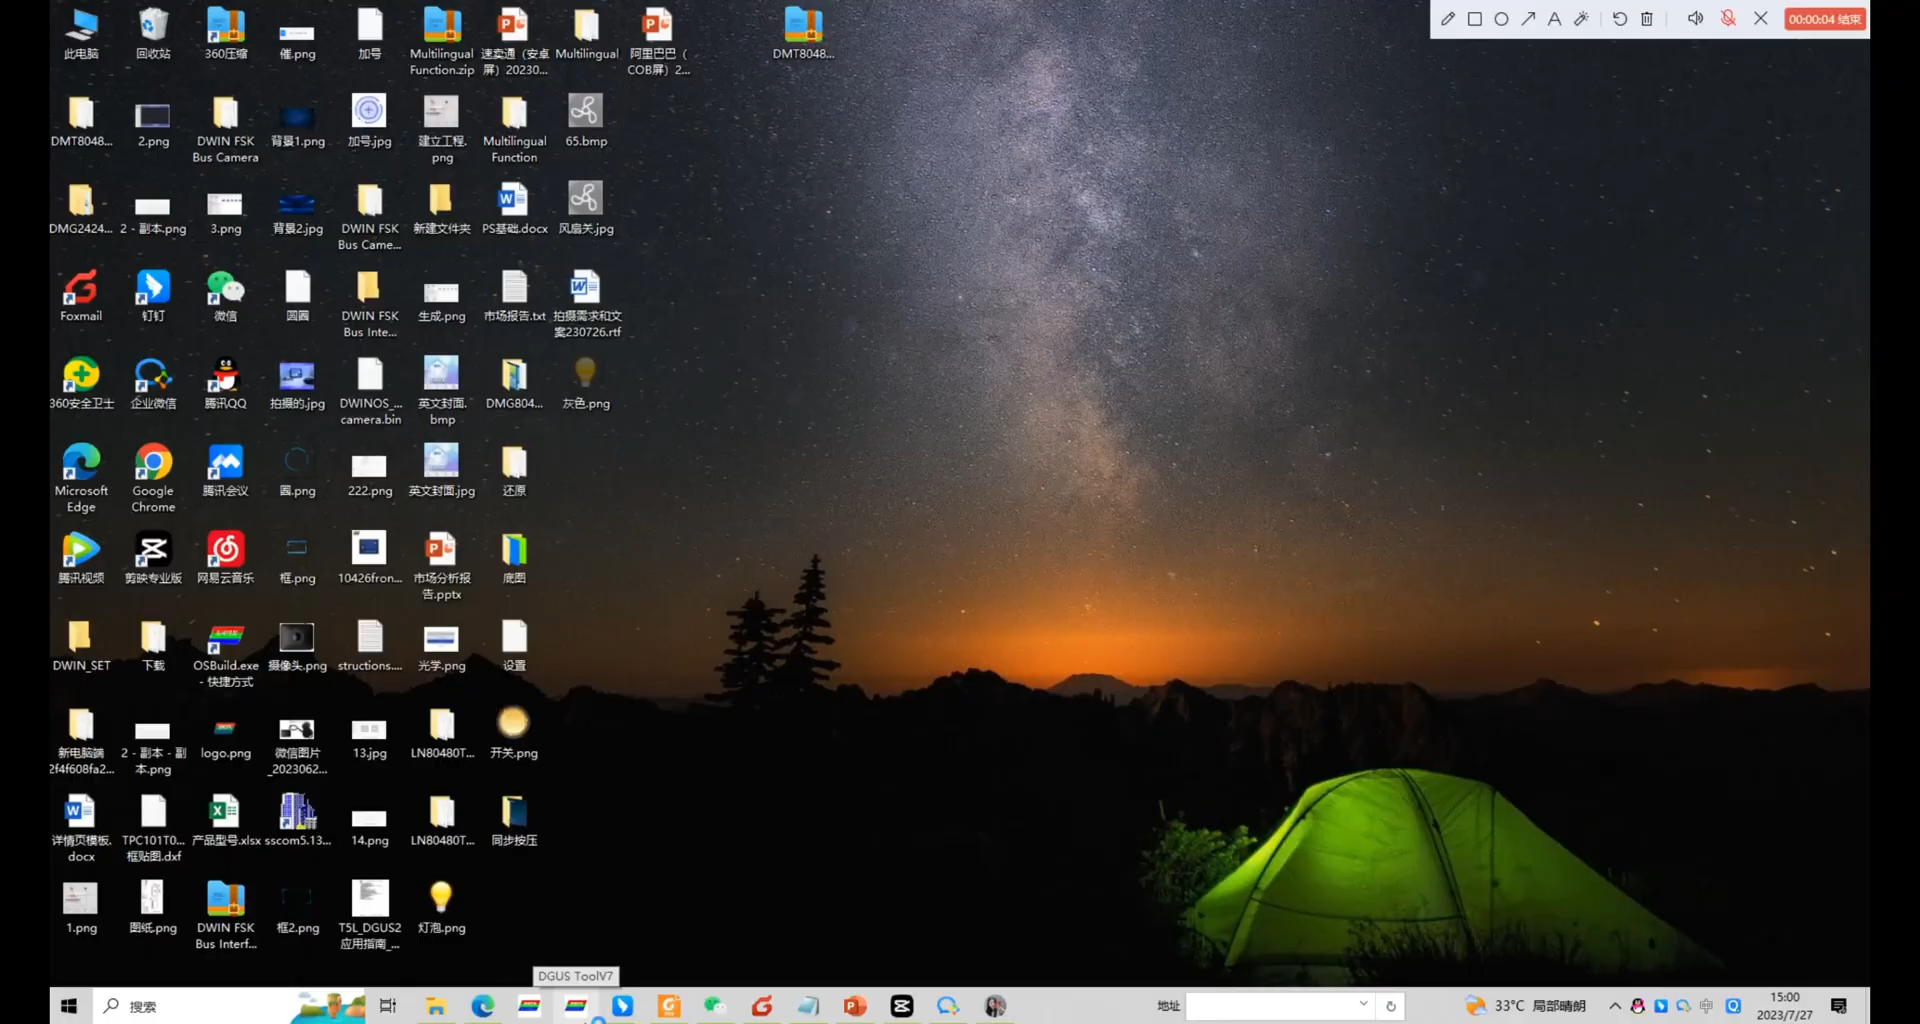 00:00:04 结束
此电脑
回收站
360压缩
催.png
加号
Multilingual
Function.zip
速卖通（安卓
屏）20230...
Multilingual
阿里巴巴（
COB屏）2...
DMT8048...
DMT8048...
2.png
DWIN FSK
Bus Camera
背景1.png
加号.jpg
建立工程.
png
Multilingual
Function
65.bmp
DMG2424...
2 - 副本.png
3.png
背景2.jpg
DWIN FSK
Bus Came...
新建文件夹
PS基础.docx
风扇关.jpg
Foxmail
钉钉
微信
圆圈
DWIN FSK
Bus Inte...
生成.png
市场报告.txt
拍摄需求和文
案230726.rtf
360安全卫士
企业微信
腾讯QQ
拍摄的.jpg
DWINOS_...
camera.bin
英文封面.
bmp
DMG804...
灰色.png
Microsoft
Edge
Google
Chrome
腾讯会议
圆.png
222.png
英文封面.jpg
还原
腾讯视频
剪映专业版
网易云音乐
框.png
10426fron...
市场分析报
告.pptx
底图
DWIN_SET
下载
OSBuild.exe
- 快捷方式
摄像头.png
structions....
光学.png
设置
新电脑端
2f4f608fa2...
2 - 副本 - 副
本.png
logo.png
微信图片
_2023062...
13.jpg
LN80480T...
开关.png
详情页模板.
docx
TPC101T0...
框贴图.dxf
产品型号.xlsx
sscom5.13...
14.png
LN80480T...
同步按压
1.png
图纸.png
DWIN FSK
Bus Interf...
框2.png
T5L_DGUS2
应用指南_...
灯泡.png
DGUS ToolV7
搜索
地址
33°C 局部晴朗
中
15:00
2023/7/27